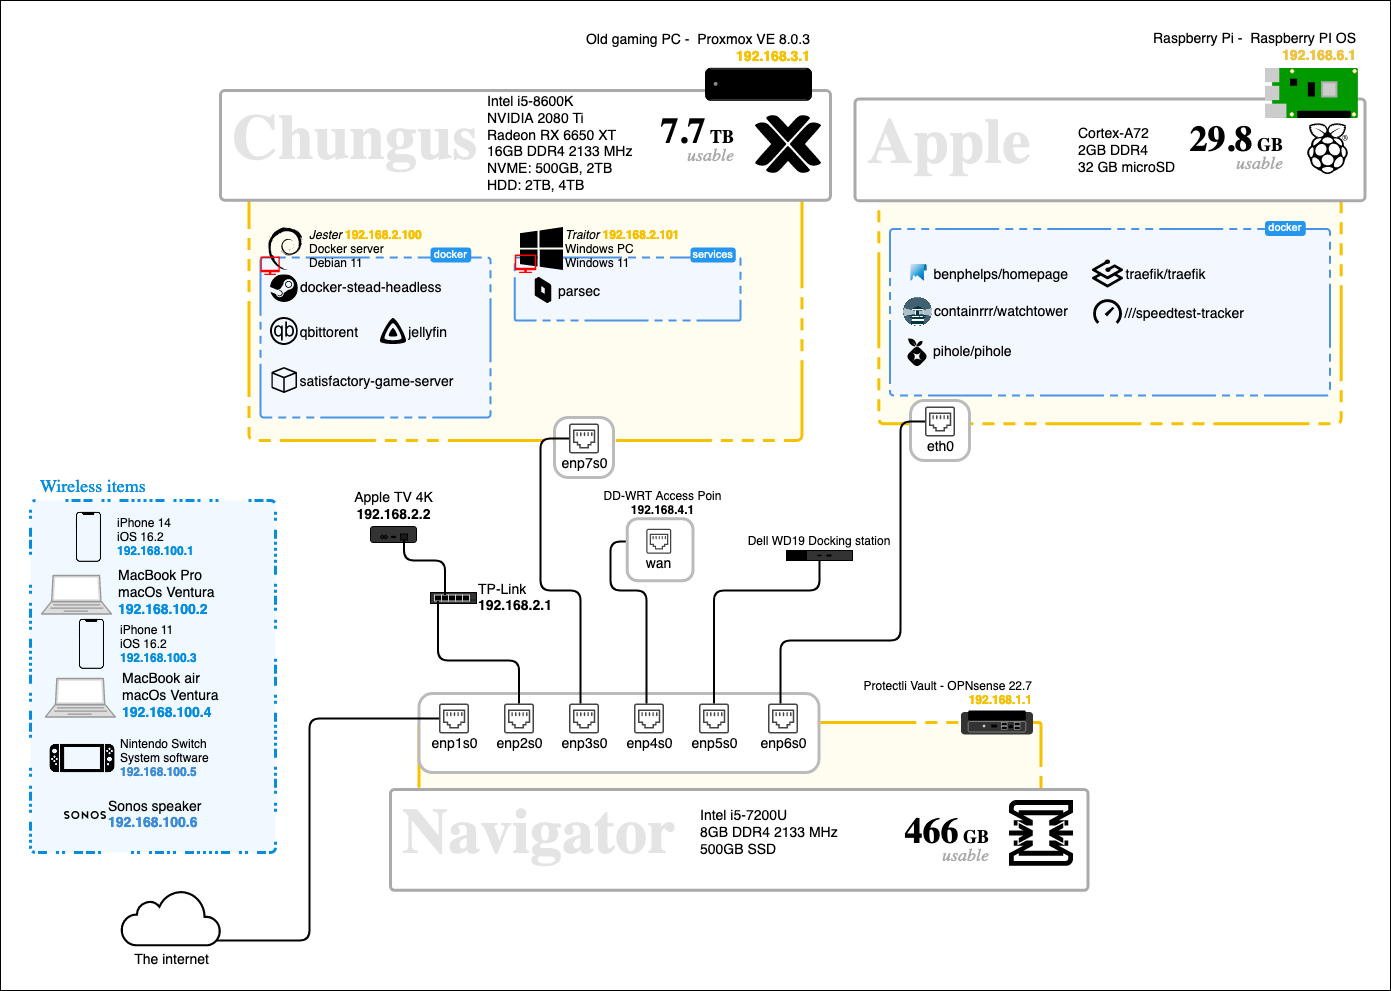 Old gaming PC - Proxmox VE 8.0.3
192.168.3.1
Chungus
Intel i5-8600K
NVIDIA 2080 Ti
Radeon RX 6650 XT
16GB DDR4 2133 MHz
NVME: 500GB, 2TB
HDD: 2TB, 4TB
7.7 TB
usable
Raspberry Pi - Raspberry PI OS
192.168.6.1
Apple
Cortex-A72
2GB DDR4
32 GB microSD
29.8 GB
usable
Jester 192.168.2.100
Docker server
Debian 11
docker
docker-stead-headless
qb qbittorent
jellyfin
satisfactory-game-server
Traitor 192.168.2.101
Windows PC
Windows 11
services
parsec
docker
benphelps/homepage
traefik/traefik
containrrr/watchtower
///speedtest-tracker
pihole/pihole
enp7s0
eth0
Wireless items
iPhone 14
iOS 16.2
192.168.100.1
MacBook Pro
macOs Ventura
192.168.100.2
iPhone 11
iOS 16.2
192.168.100.3
MacBook air
macOs Ventura
192.168.100.4
Nintendo Switch
System software
192.168.100.5
SONOS
Sonos speaker
192.168.100.6
Apple TV 4K
192.168.2.2
TP-Link
192.168.2.1
DD-WRT Access Poin
192.168.4.1
wan
Dell WD19 Docking station
Protectli Vault - OPNsense 22.7
192.168.1.1
enp1s0
enp2s0
enp3s0
enp4s0
enp5s0
enp6s0
Navigator
Intel i5-7200U
8GB DDR4 2133 MHz
500GB SSD
466 GB
usable
The internet